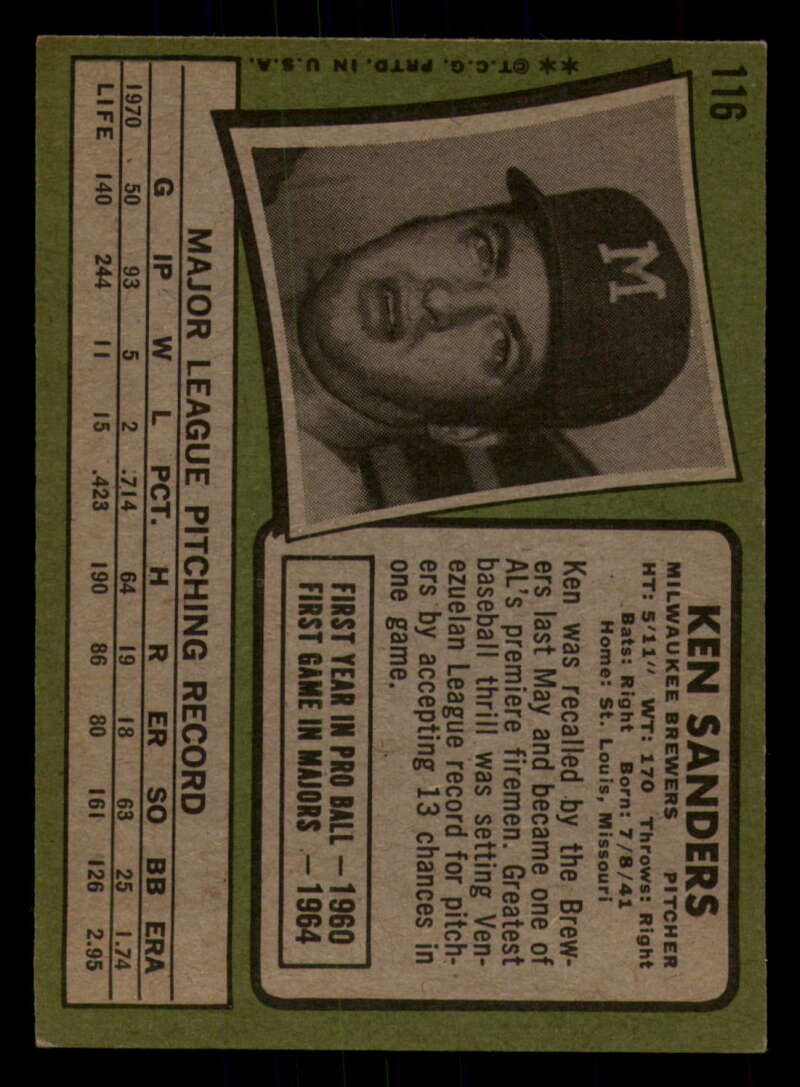 116
**@T.C.G. PRTD. IN U.S.A.
M
KEN SANDERS
MILWAUKEE BREWERS PITCHER
HT: 5'11" WT: 170 Throws: Right
Bats: Right Born: 7/8/41
Home: St. Louis, Missouri
Ken was recalled by the Brew-
ers last May and became one of
AL's premiere firemen. Greatest
baseball thrill was setting Ven-
ezuelan League record for pitch-
ers by accepting 13 chances in
one game.
FIRST YEAR IN PRO BALL — 1960
FIRST GAME IN MAJORS — 1964
MAJOR LEAGUE PITCHING RECORD
G IP W L PCT. H R ER SO BB ERA
1970 50 93 5 2 .714 64 19 18 63 25 1.74
LIFE 140 244 11 15 .423 190 86 80 161 126 2.95